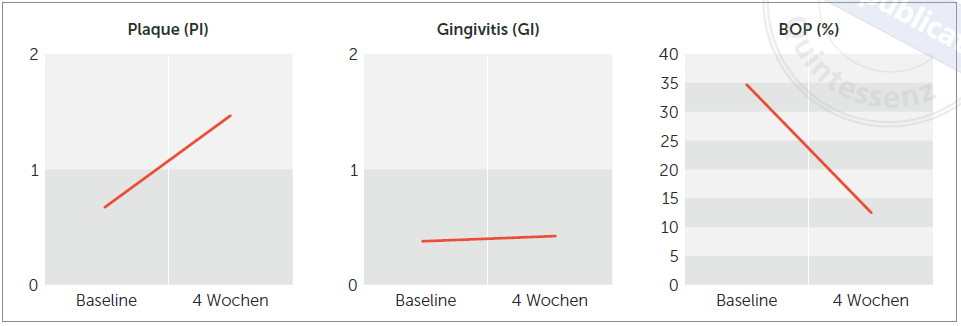 Plaque (PI)
2
1
0
Baseline 4 Wochen
Gingivitis (GI)
2
1
0
Baseline 4 Wochen
BOP (%)
40
35
30
25
20
15
10
5
0
Baseline 4 Wochen
Quintessenz